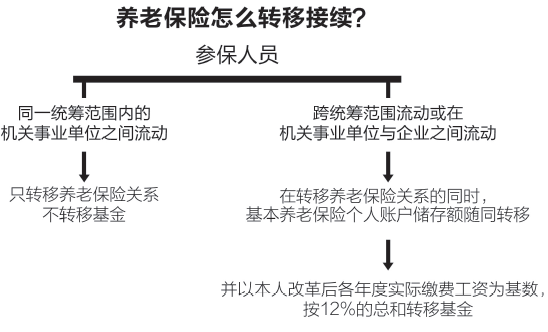 养老保险怎么转移接续？
参保人员
同一统筹范围内的
机关事业单位之间流动
只转移养老保险关系
不转移基金
跨统筹范围流动或在
机关事业单位与企业之间流动
在转移养老保险关系的同时，
基本养老保险个人账户储存额随同转移
并以本人改革后各年度实际缴费工资为基数，
按12%的总和转移基金